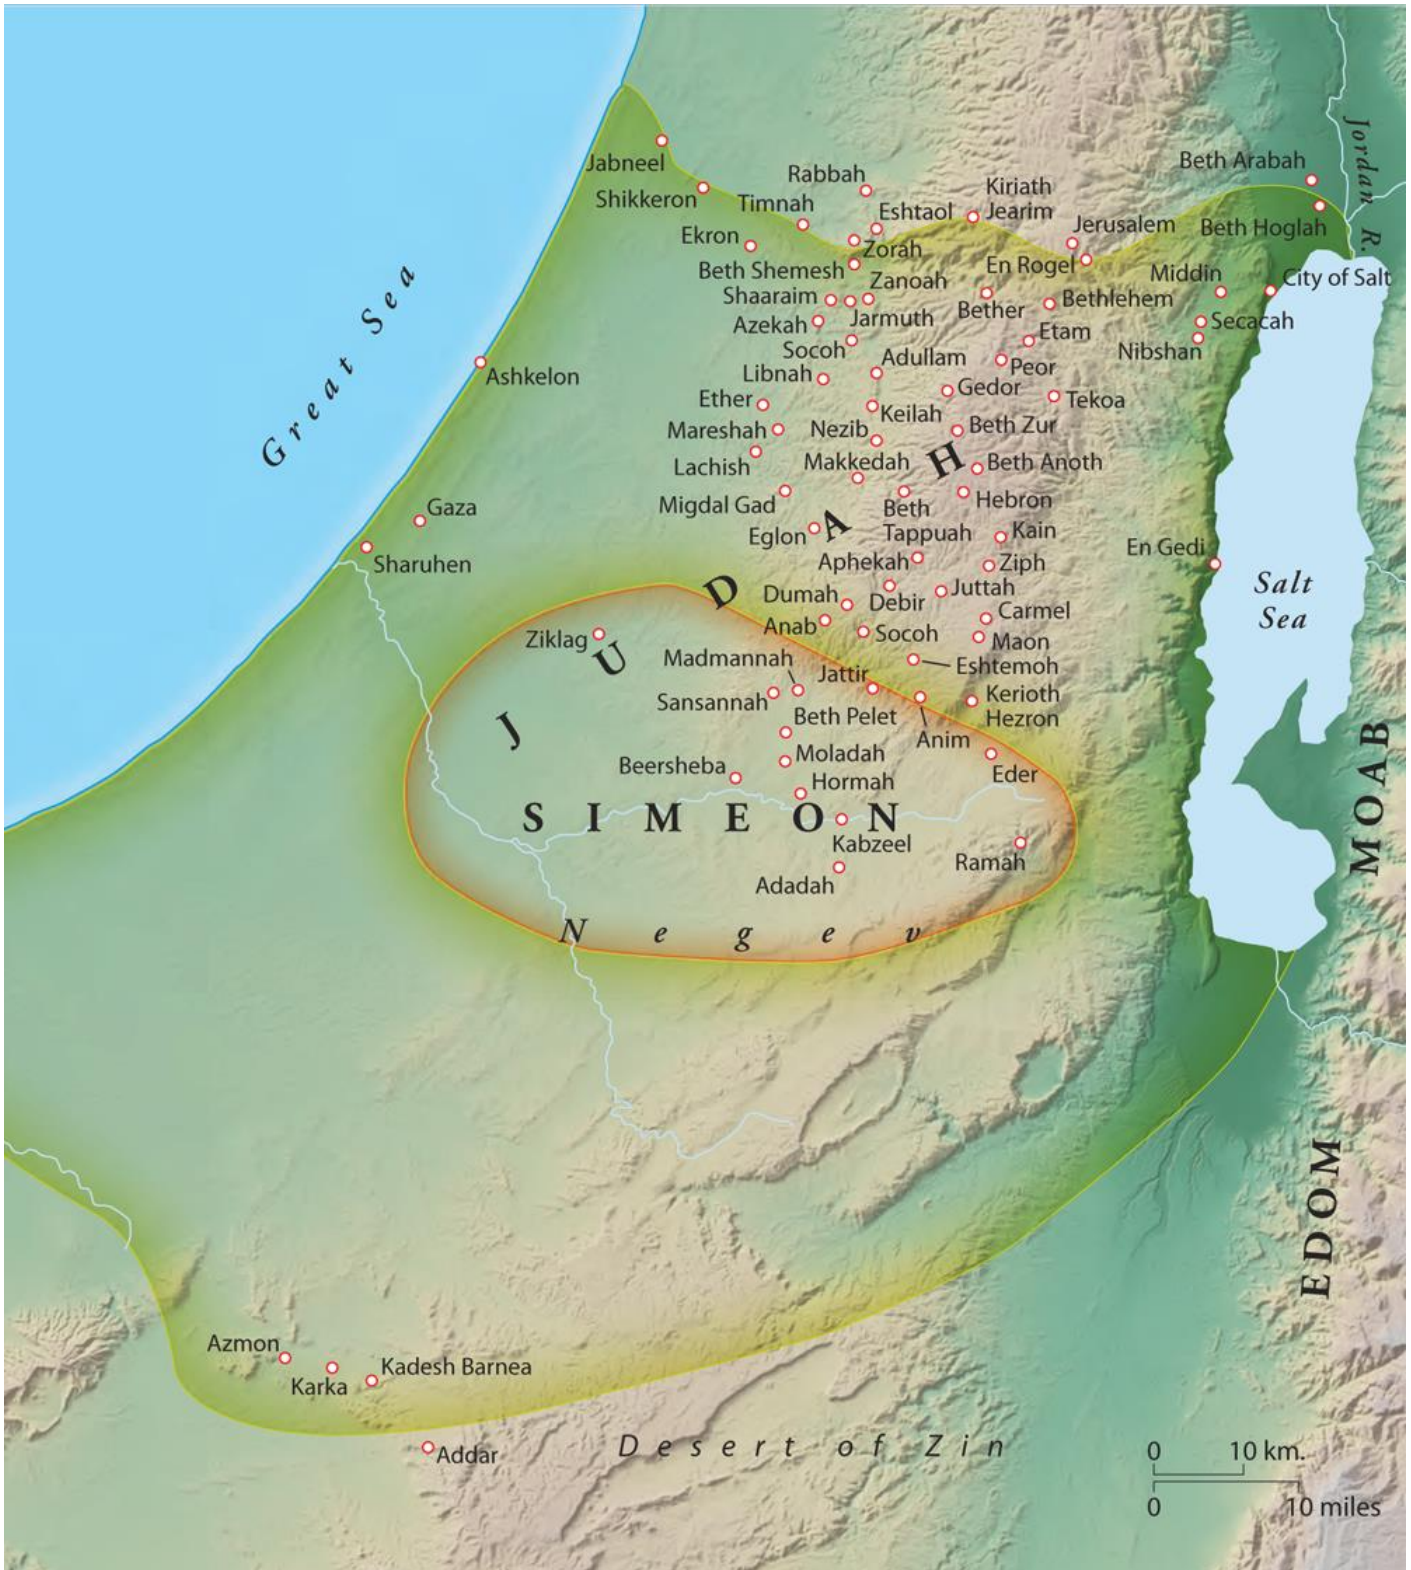 Jabneel
Shikkeron
Rabbah
Timnah
Eshtaol
Kiriath
Jearim
Beth Arabah
Jordan R.
Ekron
Zorah
Jerusalem
Beth Hoglah
Beth Shemesh
En Rogel
Middin
City of Salt
Zanoah
Shaaraim
Bether
Bethlehem
Azekah
Jarmuth
Secacah
Etam
Nibshan
Socoh
Adullam
Peor
Great Sea
Ashkelon
Libnah
Gedor
Ether
Keilah
Tekoa
Mareshah
Nezib
Beth Zur
Lachish
Makkedah
Beth Anoth
Migdal Gad
Hebron
Gaza
Beth
Tappuah
Eglon
Kain
En Gedi
Sharuhen
Aphekah
Ziph
Salt
Sea
Dumah
Debir
Juttah
Carmel
Anab
Socoh
Maon
JUDAH
Ziklag
Madmannah
Jattir
Eshtemoh
Sansannah
Kerioth
Hezron
Beth Pelet
Anim
Moladah
Beersheba
Eder
Hormah
SIMEON
Kabzeel
Ramah
Adadah
MOAB
Negev
EDOM
Azmon
Karka
Kadesh Barnea
Addar
Desert of Zin
0 10 km.
0 10 miles